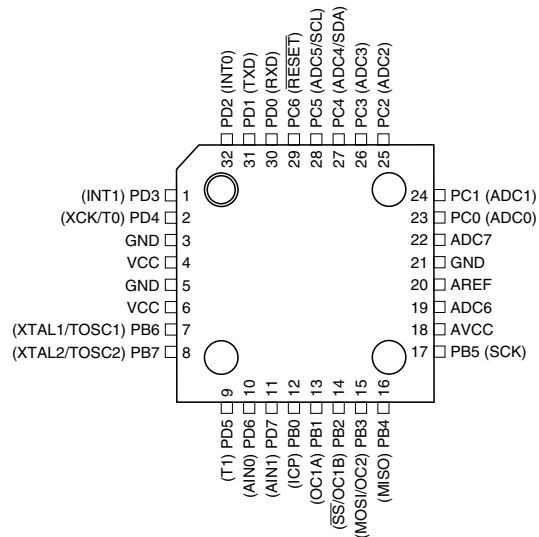 32 PD2 (INT0)
31 PD1 (TXD)
30 PD0 (RXD)
29 PC6 (RESET)
28 PC5 (ADC5/SCL)
27 PC4 (ADC4/SDA)
26 PC3 (ADC3)
25 PC2 (ADC2)
(INT1) PD3 1
(XCK/T0) PD4 2
GND 3
VCC 4
GND 5
VCC 6
(XTAL1/TOSC1) PB6 7
(XTAL2/TOSC2) PB7 8
24 PC1 (ADC1)
23 PC0 (ADC0)
22 ADC7
21 GND
20 AREF
19 ADC6
18 AVCC
17 PB5 (SCK)
(T1) PD5 9
(AIN0) PD6 10
(AIN1) PD7 11
(ICP) PB0 12
(OC1A) PB1 13
(SS/OC1B) PB2 14
(MOSI/OC2) PB3 15
(MISO) PB4 16